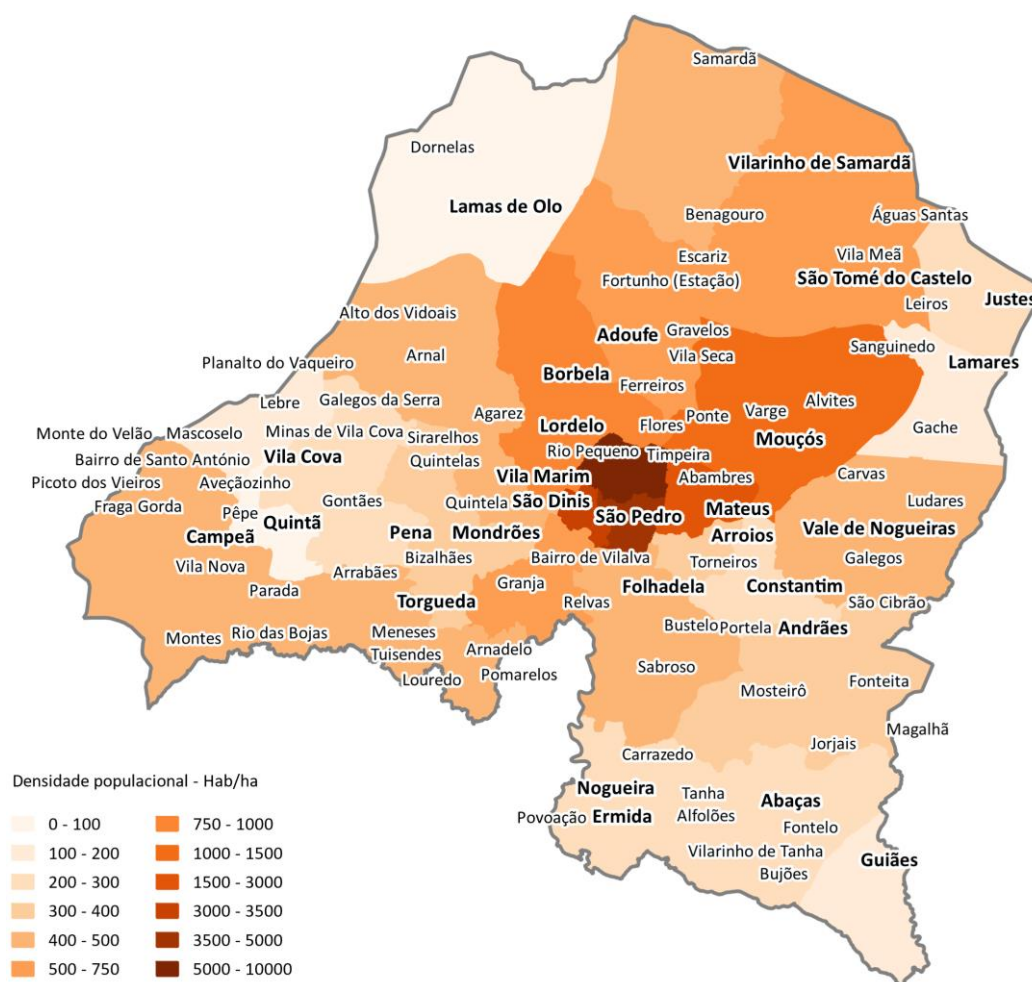 Samardã
Dornelas
Vilarinho de Samardã
Lamas de Olo
Benagouro
Águas Santas
Escariz
Vila Meã
Fortunho (Estação)
São Tomé do Castelo
Leiros
Justes
Alto dos Vidoais
Adoufe
Gravelos
Sanguinedo
Arnal
Vila Seca
Planalto do Vaqueiro
Lamares
Borbela
Ferreiros
Lebre
Galegos da Serra
Alvites
Agarez
Ponte
Varge
Lordelo
Flores
Gache
Monte do Velão
Mascoselo
Minas de Vila Cova
Sirarelhos
Mouçós
Rio Pequeno
Timpeira
Bairro de Santo António
Vila Cova
Quintelas
Carvas
Vila Marim
Abambres
Picoto dos Vieiros
Aveçãozinho
Ludares
Fraga Gorda
Gontães
Quintela
São Dinis
Mateus
Pêpe
Quintã
São Pedro
Vale de Nogueiras
Campeã
Pena
Mondrões
Arroios
Bizalhães
Bairro de Vilalva
Torneiros
Galegos
Vila Nova
Arrabães
Parada
Granja
Folhadela
Constantim
Torgueda
Relvas
São Cibrão
Bustelo
Portela
Andrães
Montes
Rio das Bojas
Meneses
Tuisendes
Arnadelo
Sabroso
Louredo
Pomarelos
Fonteita
Mosteirô
Magalhã
Jorjais
Carrazedo
Densidade populacional - Hab/ha
Nogueira
Tanha
Abaças
Povoação
Ermida
Alfolões
Fontelo
Vilarinho de Tanha
Guiães
Bujões
0 - 100
100 - 200
200 - 300
300 - 400
400 - 500
500 - 750
750 - 1000
1000 - 1500
1500 - 3000
3000 - 3500
3500 - 5000
5000 - 10000